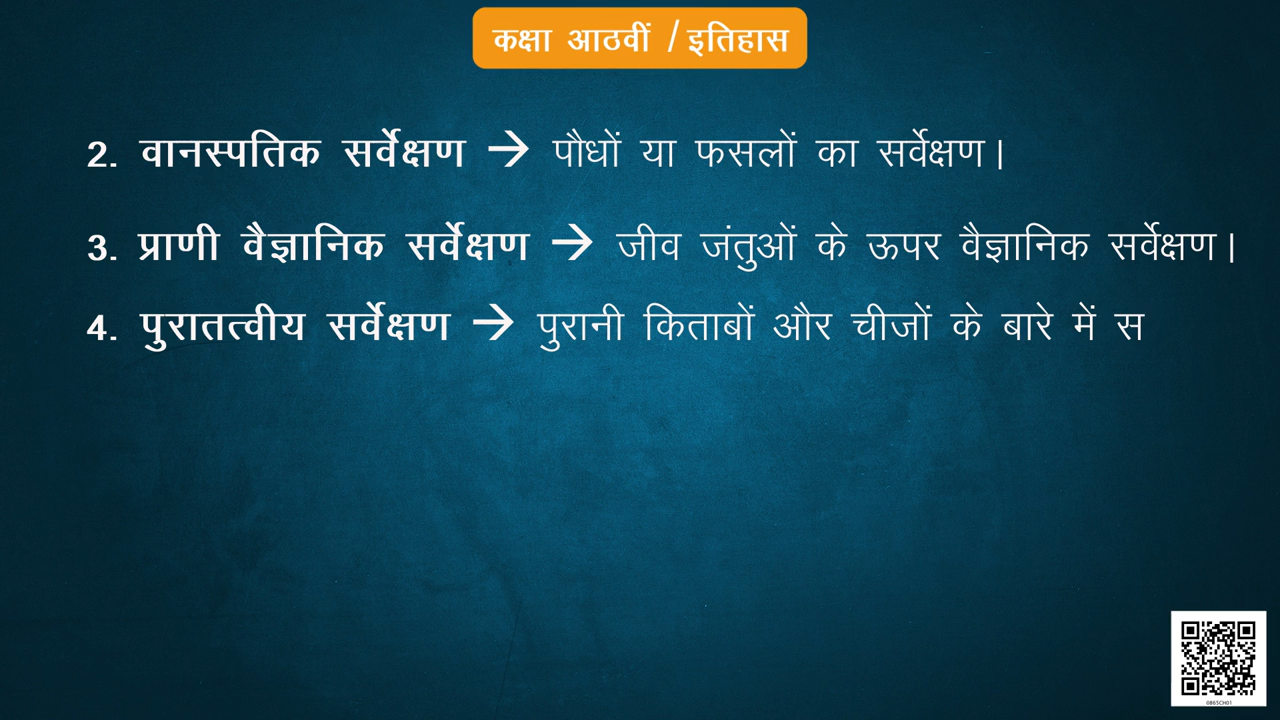 कक्षा आठवीं / इतिहास
2. वानस्पतिक सर्वेक्षण → पौधों या फसलों का सर्वेक्षण।
3. प्राणी वैज्ञानिक सर्वेक्षण → जीव जंतुओं के ऊपर वैज्ञानिक सर्वेक्षण।
4. पुरातत्वीय सर्वेक्षण → पुरानी किताबों और चीजों के बारे में स
0865CH01